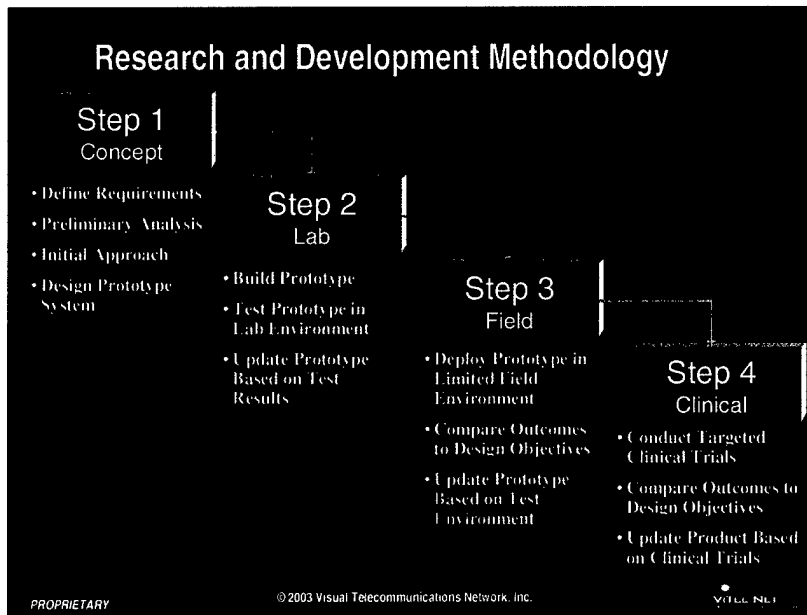 Research and Development Methodology
Step 1
Concept
• Define Requirements
• Preliminary Analysis
• Initial Approach
• Design Prototype
System
Step 2
Lab
• Build Prototype
• Test Prototype in
Lab Environment
• Update Prototype
Based on Test
Results
Step 3
Field
• Deploy Prototype in
Limited Field
Environment
• Compare Outcomes
to Design Objectives
• Update Prototype
Based on Test
Environment
Step 4
Clinical
• Conduct Targeted
Clinical Trials
• Compare Outcomes to
Design Objectives
• Update Product Based
on Clinical Trials
PROPRIETARY
© 2003 Visual Telecommunications Network, Inc.